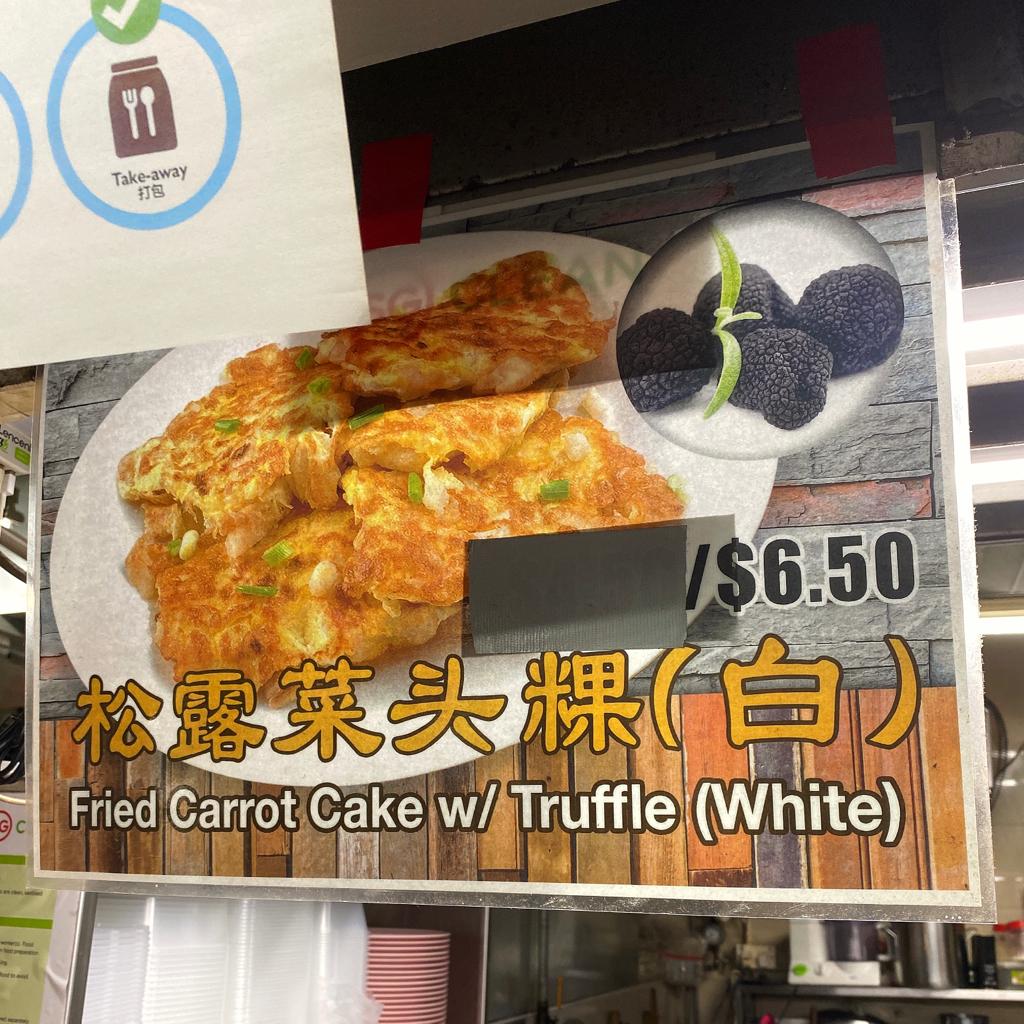 Take-away
打包
/$6.50
松露菜头粿(白)
Fried Carrot Cake w/ Truffle (White)